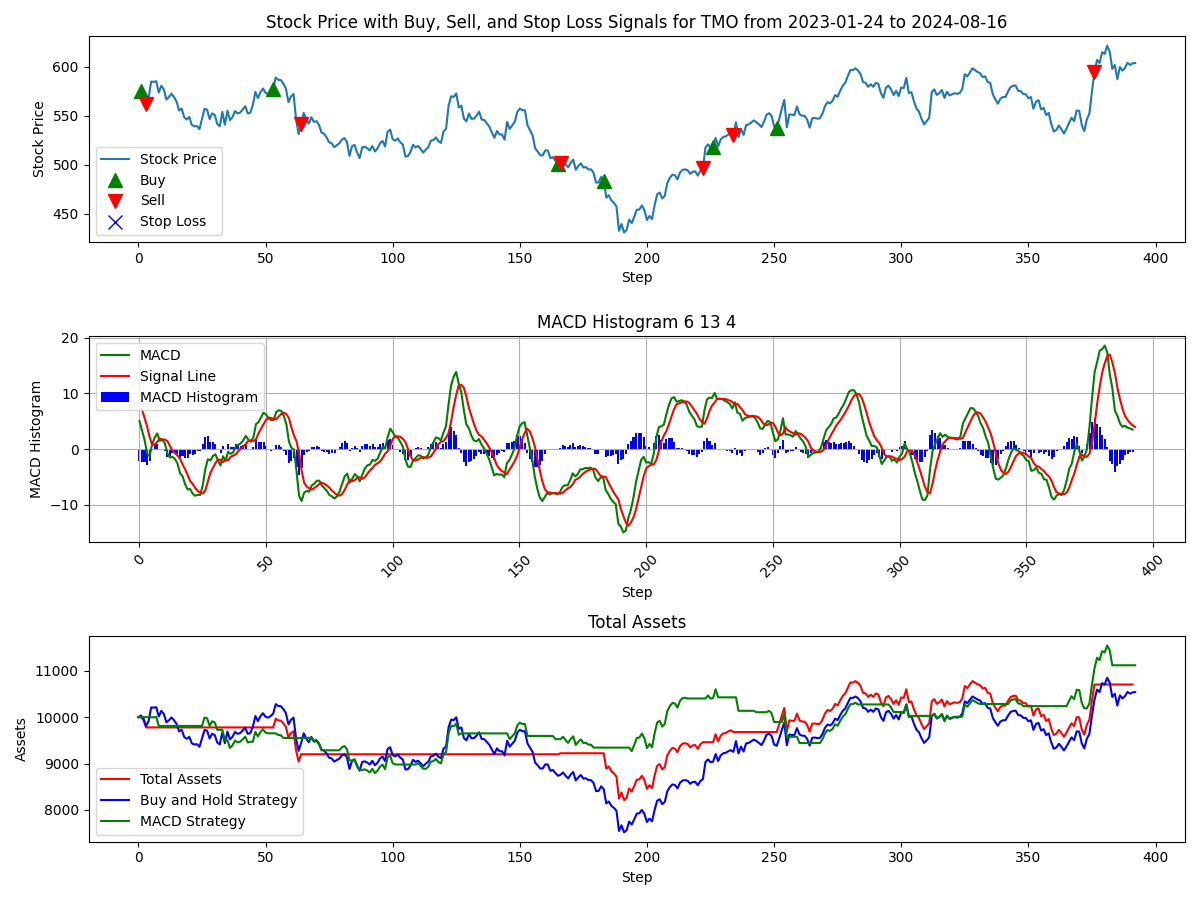 Stock Price with Buy, Sell, and Stop Loss Signals for TMO from 2023-01-24 to 2024-08-16
Stock Price
600
550
500
450
Stock Price
Buy
Sell
Stop Loss
0 50 100 150 200 250 300 350 400
Step
MACD Histogram 6 13 4
MACD Histogram
20
10
0
−10
MACD
Signal Line
MACD Histogram
0 50 100 150 200 250 300 350 400
Step
Total Assets
Assets
11000
10000
9000
8000
Total Assets
Buy and Hold Strategy
MACD Strategy
0 50 100 150 200 250 300 350 400
Step